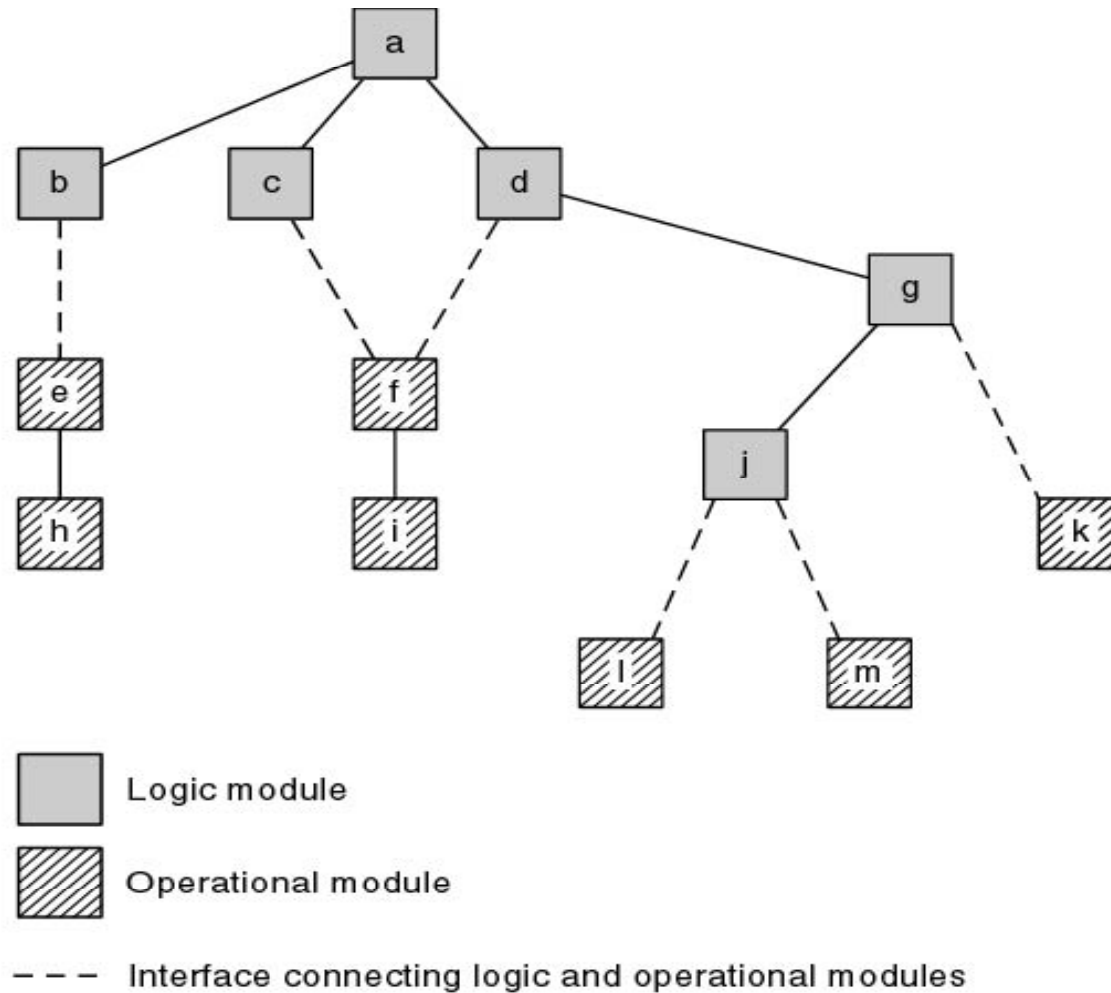 a
b
c
d
g
e
f
j
h
i
k
l
m
Logic module
Operational module
Interface connecting logic and operational modules